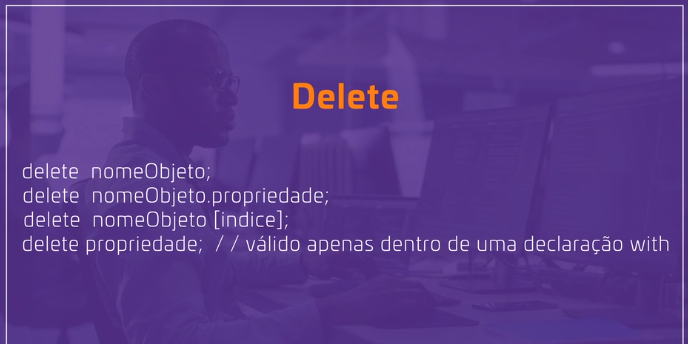 Delete
delete nomeObjeto;
delete nomeObjeto.propriedade;
delete nomeObjeto [indice];
delete propriedade; / / válido apenas dentro de uma declaração with